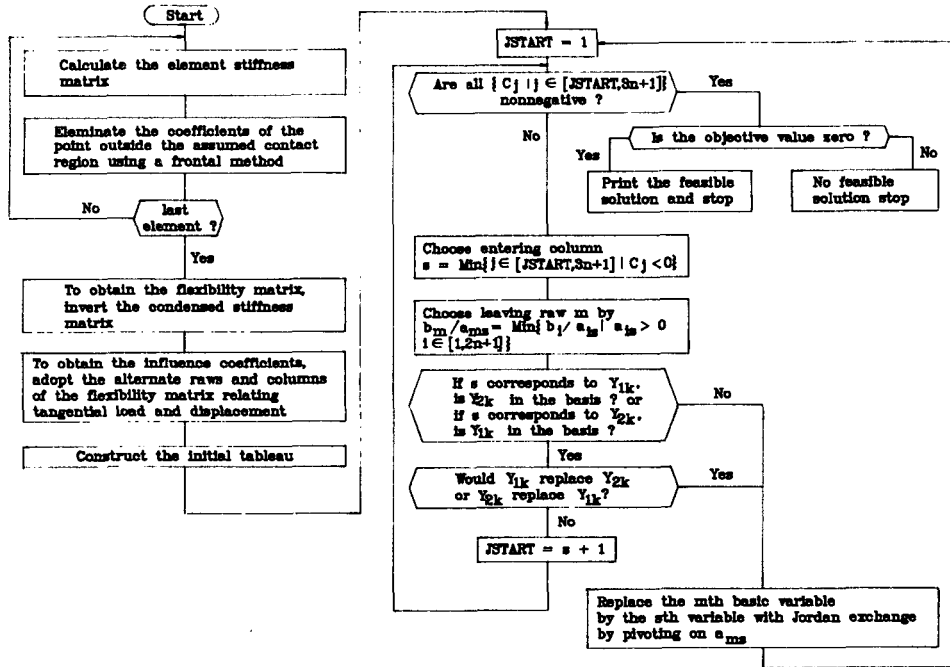 Start
Calculate the element stiffness
matrix
Eleminate the coefficients of the
point outside the assumed contact
region using a frontal method
No
last
element ?
Yes
To obtain the flexibility matrix,
invert the condensed stiffness
matrix
To obtain the influence coefficients,
adopt the alternate raws and columns
of the flexibility matrix relating
tangential load and displacement
Construct the initial tableau
JSTART = 1
Are all { Cj | j ∈ [JSTART,3n+1]}
nonnegative ?
Yes
No
Is the objective value zero ?
Yes
No
Print the feasible
solution and stop
No feasible
solution stop
Choose entering column
s = Min{ j ∈ [JSTART,3n+1] | Cj <0}
Choose leaving raw m by
bm/ams = Min{ bi/ ais | ais > 0
i ∈ [1,2n+1]}
If s corresponds to Y1k.
is Y2k in the basis ? or
if s corresponds to Y2k.
is Y1k in the basis ?
No
Yes
Would Y1k replace Y2k
or Y2k replace Y1k?
Yes
No
JSTART = s + 1
Replace the mth basic variable
by the sth variable with Jordan exchange
by pivoting on ams